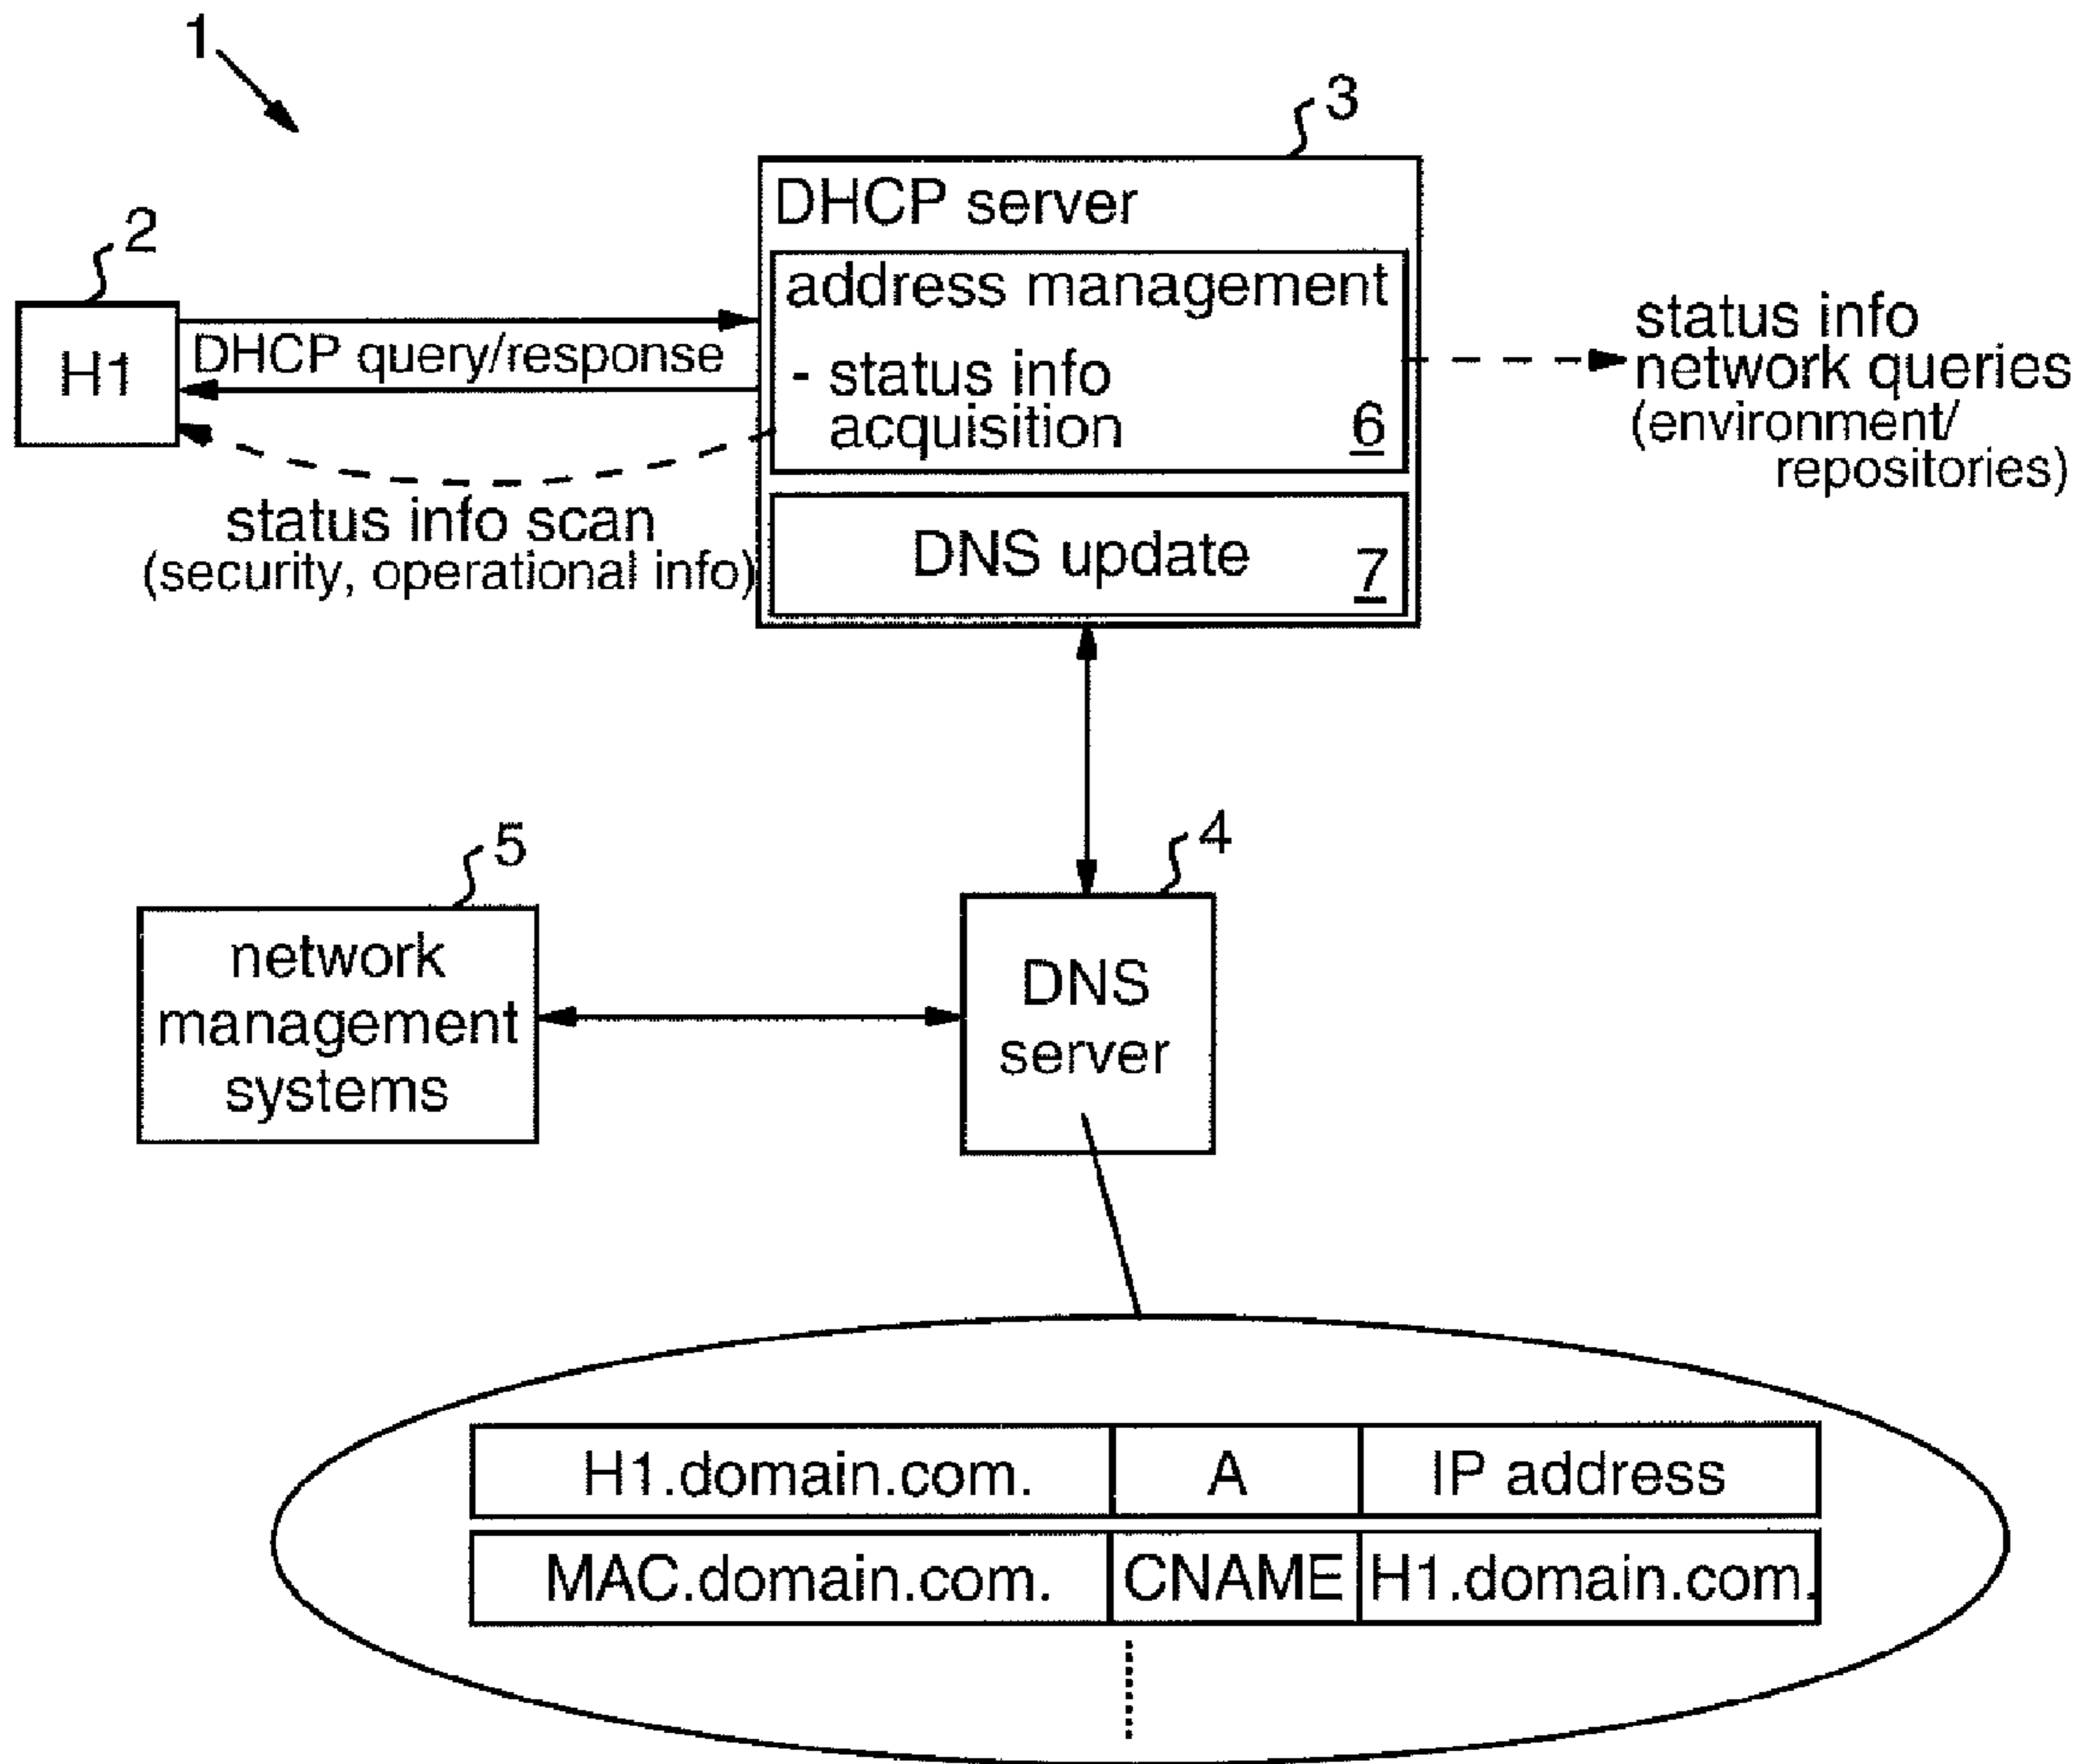 1
3
DHCP server
2
address management
H1
DHCP query/response
- status info
acquisition
6
status info
network queries
(environment/
repositories)
status info scan
(security, operational info)
DNS update
7
5
4
network
management
systems
DNS
server
H1.domain.com. A IP address
MAC.domain.com. CNAME H1.domain.com.